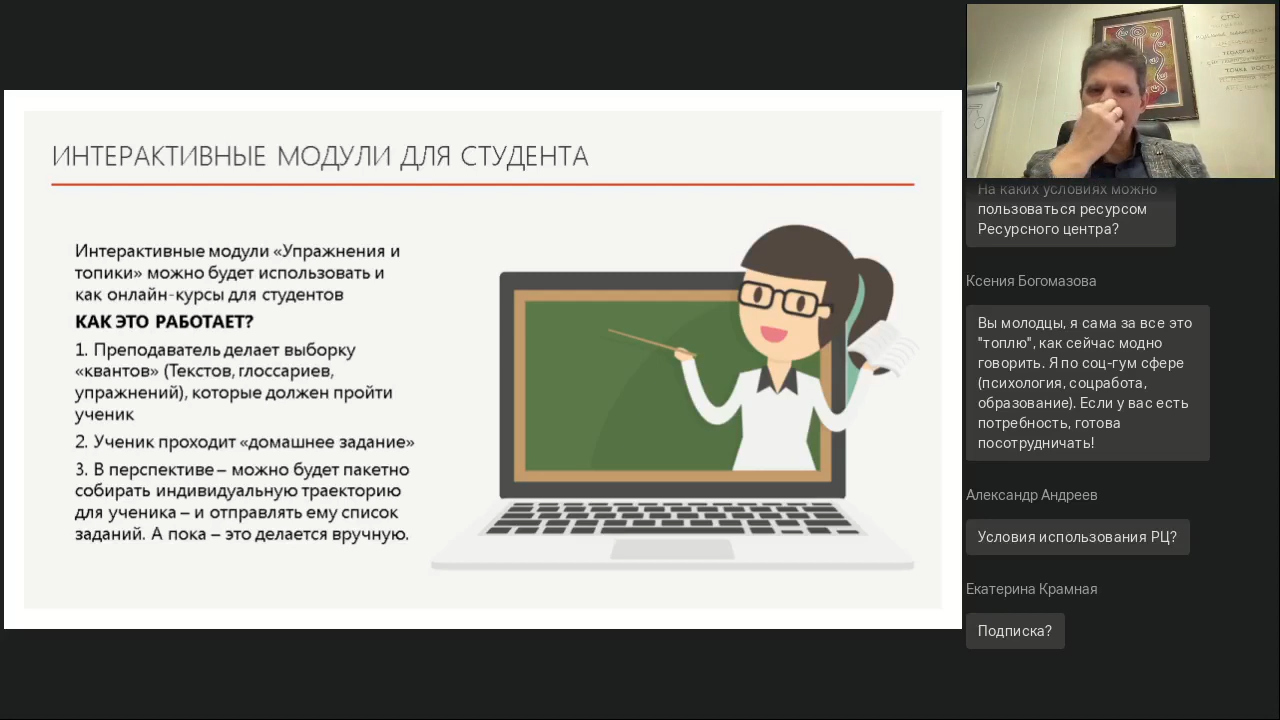 ИНТЕРАКТИВНЫЕ МОДУЛИ ДЛЯ СТУДЕНТА
Интерактивные модули «Упражнения и
топики» можно будет использовать и
как онлайн-курсы для студентов
КАК ЭТО РАБОТАЕТ?
1. Преподаватель делает выборку
«квантов» (Текстов, глоссариев,
упражнений), которые должен пройти
ученик
2. Ученик проходит «домашнее задание»
3. В перспективе – можно будет пакетно
собирать индивидуальную траекторию
для ученика – и отправлять ему список
заданий. А пока – это делается вручную.
ТЕОЛОГИЯ
ТОЧКА РОСТА
На каких условиях можно
пользоваться ресурсом
Ресурсного центра?
Ксения Богомазова
Вы молодцы, я сама за все это
"топлю", как сейчас модно
говорить. Я по соц-гум сфере
(психология, соцработа,
образование). Если у вас есть
потребность, готова
посотрудничать!
Александр Андреев
Условия использования РЦ?
Екатерина Крамная
Подписка?